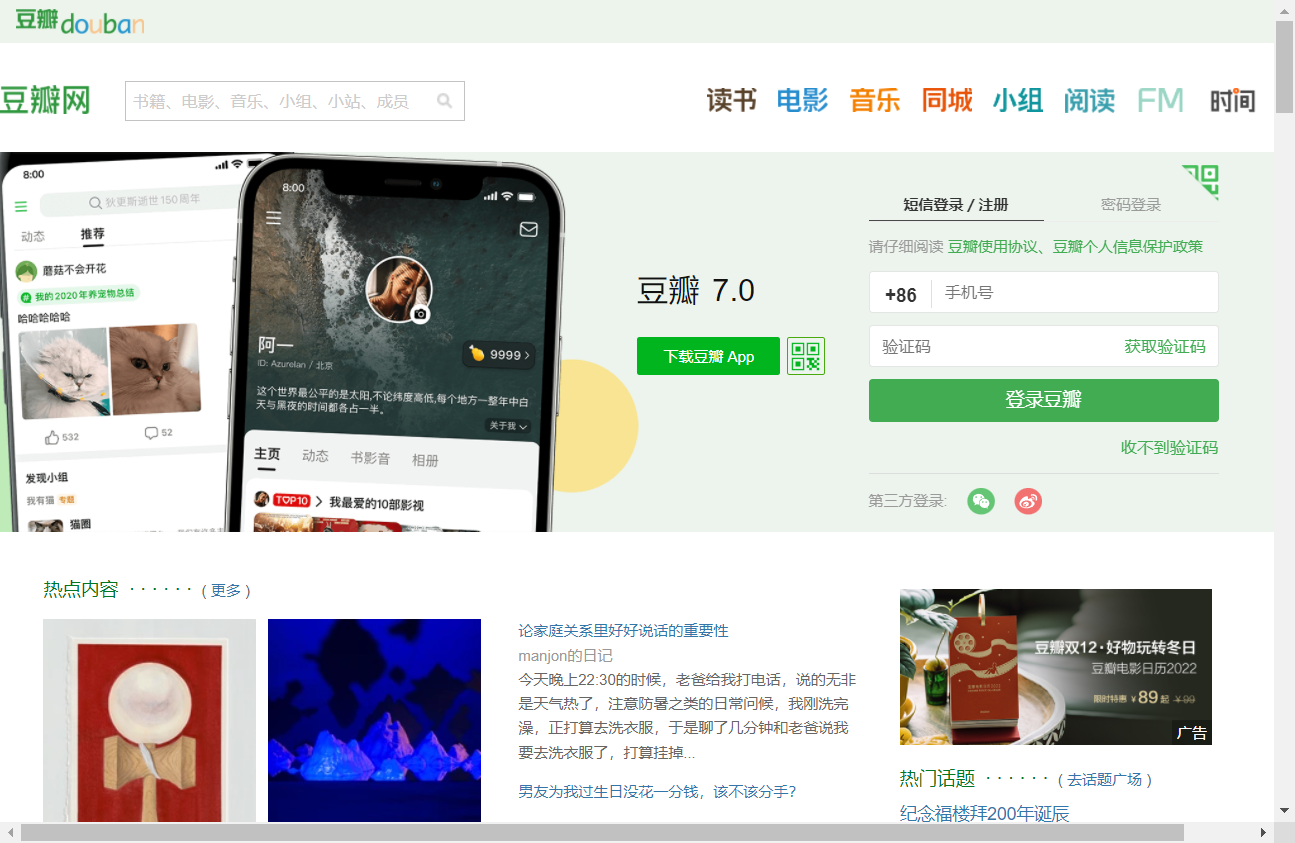 豆瓣douban
豆瓣网
书籍、电影、音乐、小组、小站、成员
读书 电影 音乐 同城 小组 阅读 FM 时间
8:00
狄更斯逝世150周年
动态 推荐
蘑菇不会开花
我的2020年养宠物总结
哈哈哈哈哈
532 52
发现小组
我有猫 专题
猫圈
8:00
阿一
ID: Azurelan / 北京
9999
这个世界最公平的是太阳,不论纬度高低,每个地方一整年中白
天与黑夜的时间都各占一半。
关于我
主页 动态 书影音 相册
TOP10 我最爱的10部影视
豆瓣 7.0
下载豆瓣 App
短信登录 / 注册 密码登录
请仔细阅读 豆瓣使用协议、豆瓣个人信息保护政策
+86 手机号
验证码 获取验证码
登录豆瓣
收不到验证码
第三方登录:
热点内容 · · · · · · ( 更多 )
论家庭关系里好好说话的重要性
manjon的日记
今天晚上22:30的时候，老爸给我打电话，说的无非
是天气热了，注意防暑之类的日常问候，我刚洗完
澡，正打算去洗衣服，于是聊了几分钟和老爸说我
要去洗衣服了，打算挂掉...
男友为我过生日没花一分钱，该不该分手？
豆瓣双12·好物玩转冬日
豆瓣电影日历2022
限时特惠 ¥89起 ¥99
广告
热门话题 · · · · · · ( 去话题广场 )
纪念福楼拜200年诞辰